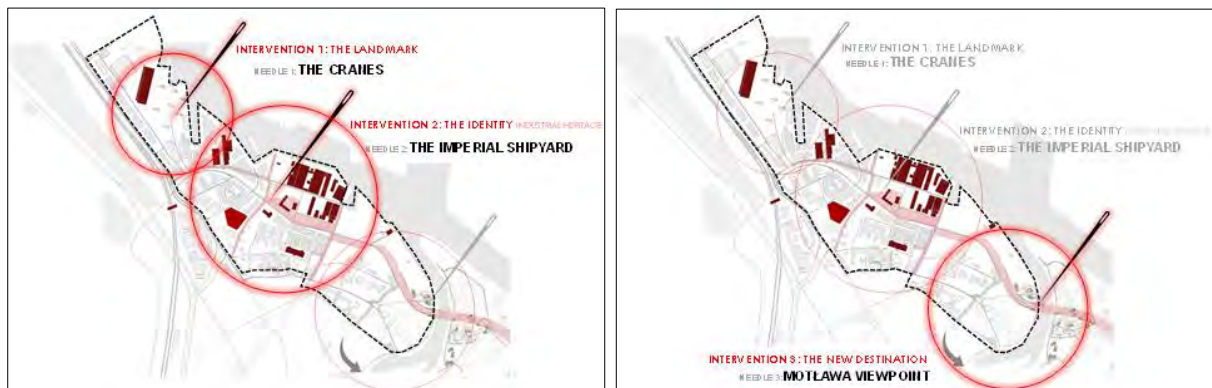 INTERVENTION 1: THE LANDMARK
NEEDLE 1: THE CRANES
INTERVENTION 2: THE IDENTITY INDUSTRIAL HERITAGE
NEEDLE 2: THE IMPERIAL SHIPYARD
INTERVENTION 1: THE LANDMARK
NEEDLE 1: THE CRANES
INTERVENTION 2: THE IDENTITY
NEEDLE 2: THE IMPERIAL SHIPYARD
INTERVENTION 3: THE NEW DESTINATION
NEEDLE 3: MOTŁAWA VIEWPOINT